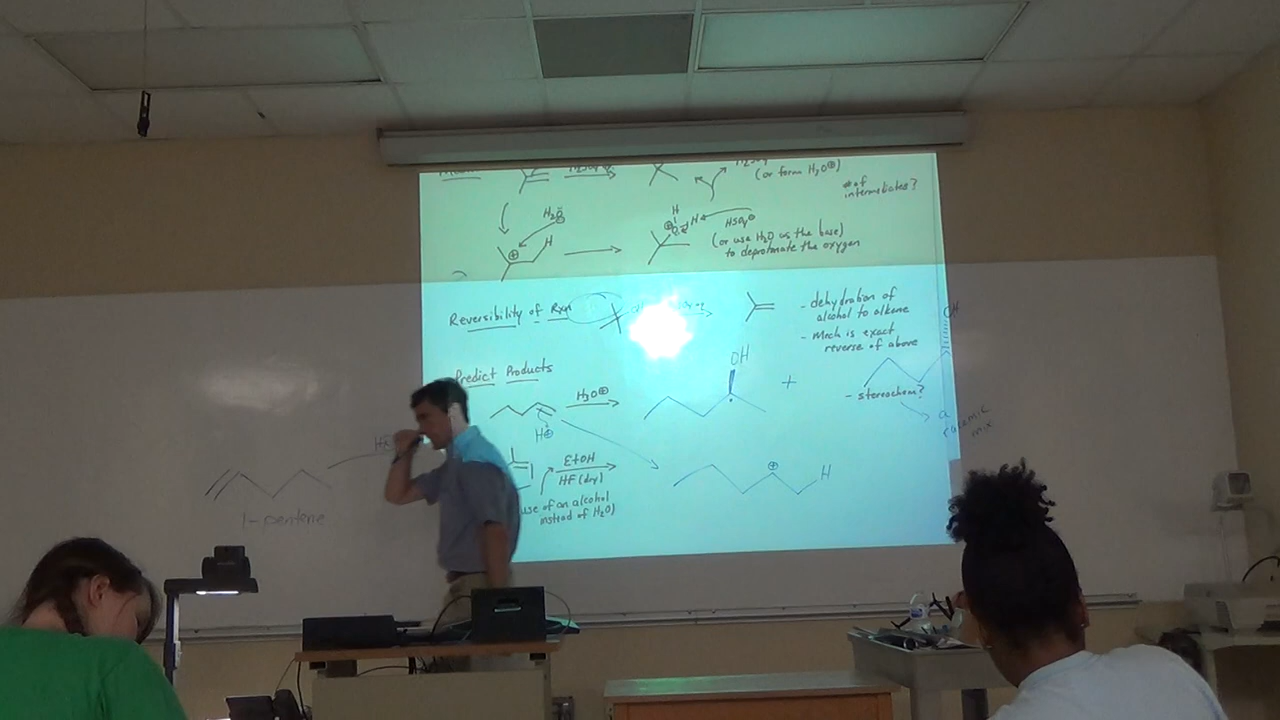 (or form H₃O⊕)
# of
intermediates?
H₂Ö
H
⊕
H
H
HSO₄⊖
(or use H₂O as the base)
to deprotonate the oxygen
Reversibility of Rxn
- dehydration of
alcohol to alkene
- Mech is exact
reverse of above
OH
Predict Products
OH
+
- stereochem?
H₃O⊕
H⊕
a
racemic
mix
⊕
H
EtOH
HF (dry)
use of an alcohol
instead of H₂O)
1-pentene